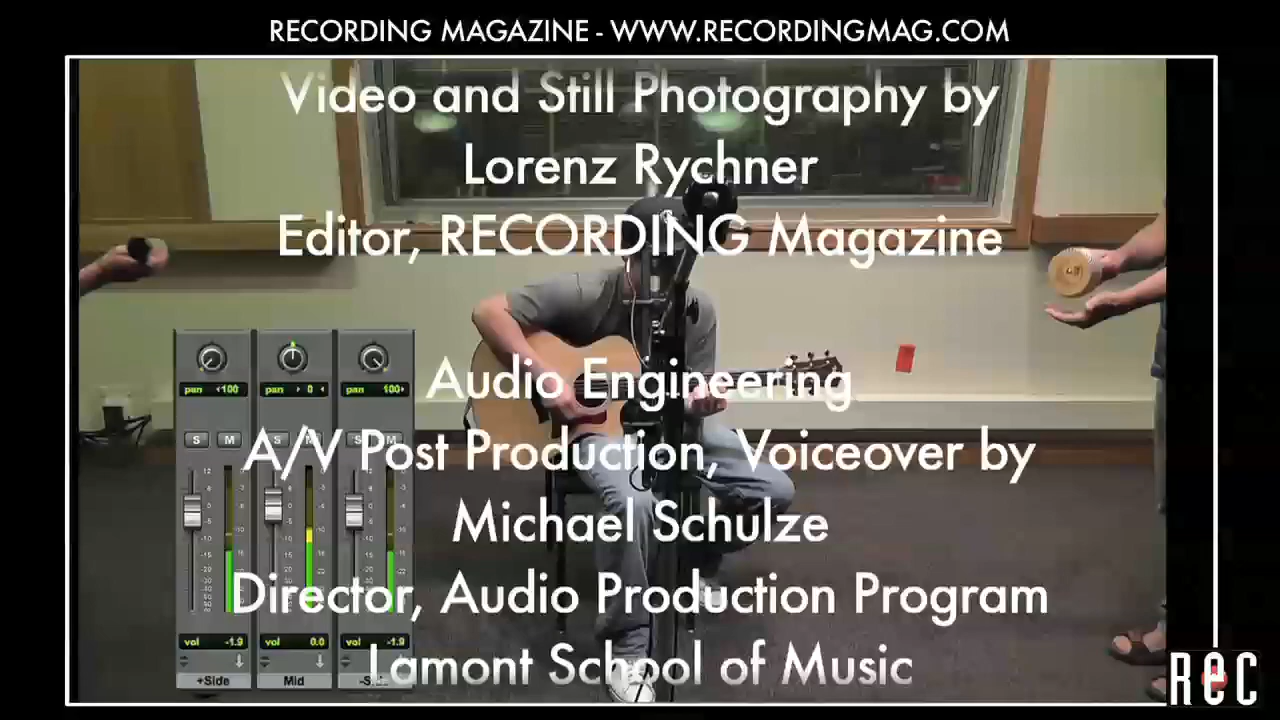 RECORDING MAGAZINE - WWW.RECORDINGMAG.COM
Video and Still Photography by
Lorenz Rychner
Editor, RECORDING Magazine
Audio Engineering
A/V Post Production, Voiceover by
Michael Schulze
Director, Audio Production Program
Lamont School of Music
pan ‹100 pan › 0 ‹ pan 100›
S M S M S M
vol -1.9 vol 0.0 vol -1.9
+Side Mid
REC